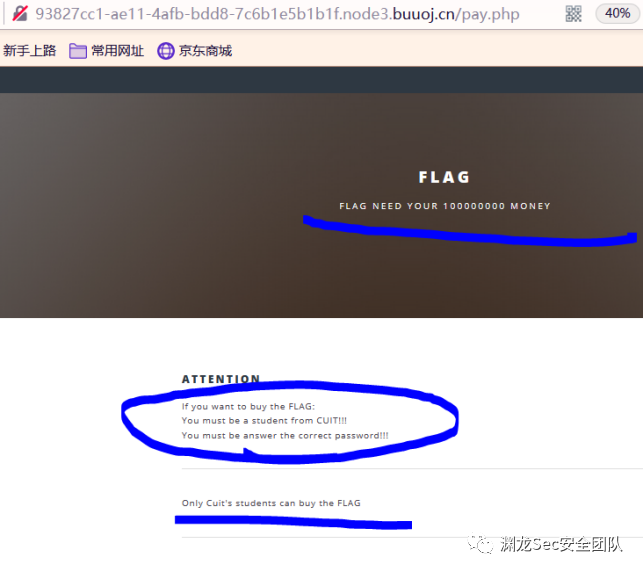 93827cc1-ae11-4afb-bdd8-7c6b1e5b1b1f.node3.buuoj.cn/pay.php
40%
新手上路 常用网址 京东商城
FLAG
FLAG NEED YOUR 100000000 MONEY
ATTENTION
If you want to buy the FLAG:
You must be a student from CUIT!!!
You must be answer the correct password!!!
Only Cuit's students can buy the FLAG
渊龙Sec安全团队